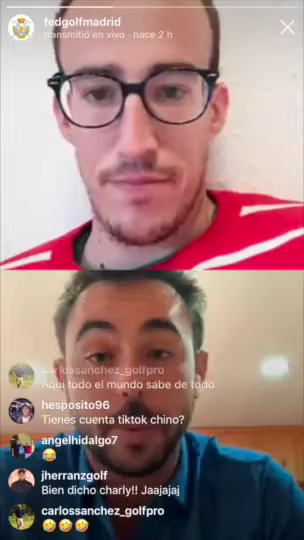 fedgolfmadrid
transmitió en vivo · hace 2 h
carlossanchez_golfpro
Aquí todo el mundo sabe de todo
hesposito96
Tienes cuenta tiktok chino?
angelhidalgo7
😂
jherranzgolf
Bien dicho charly!! Jaajajaj
carlossanchez_golfpro
🤣🤣🤣